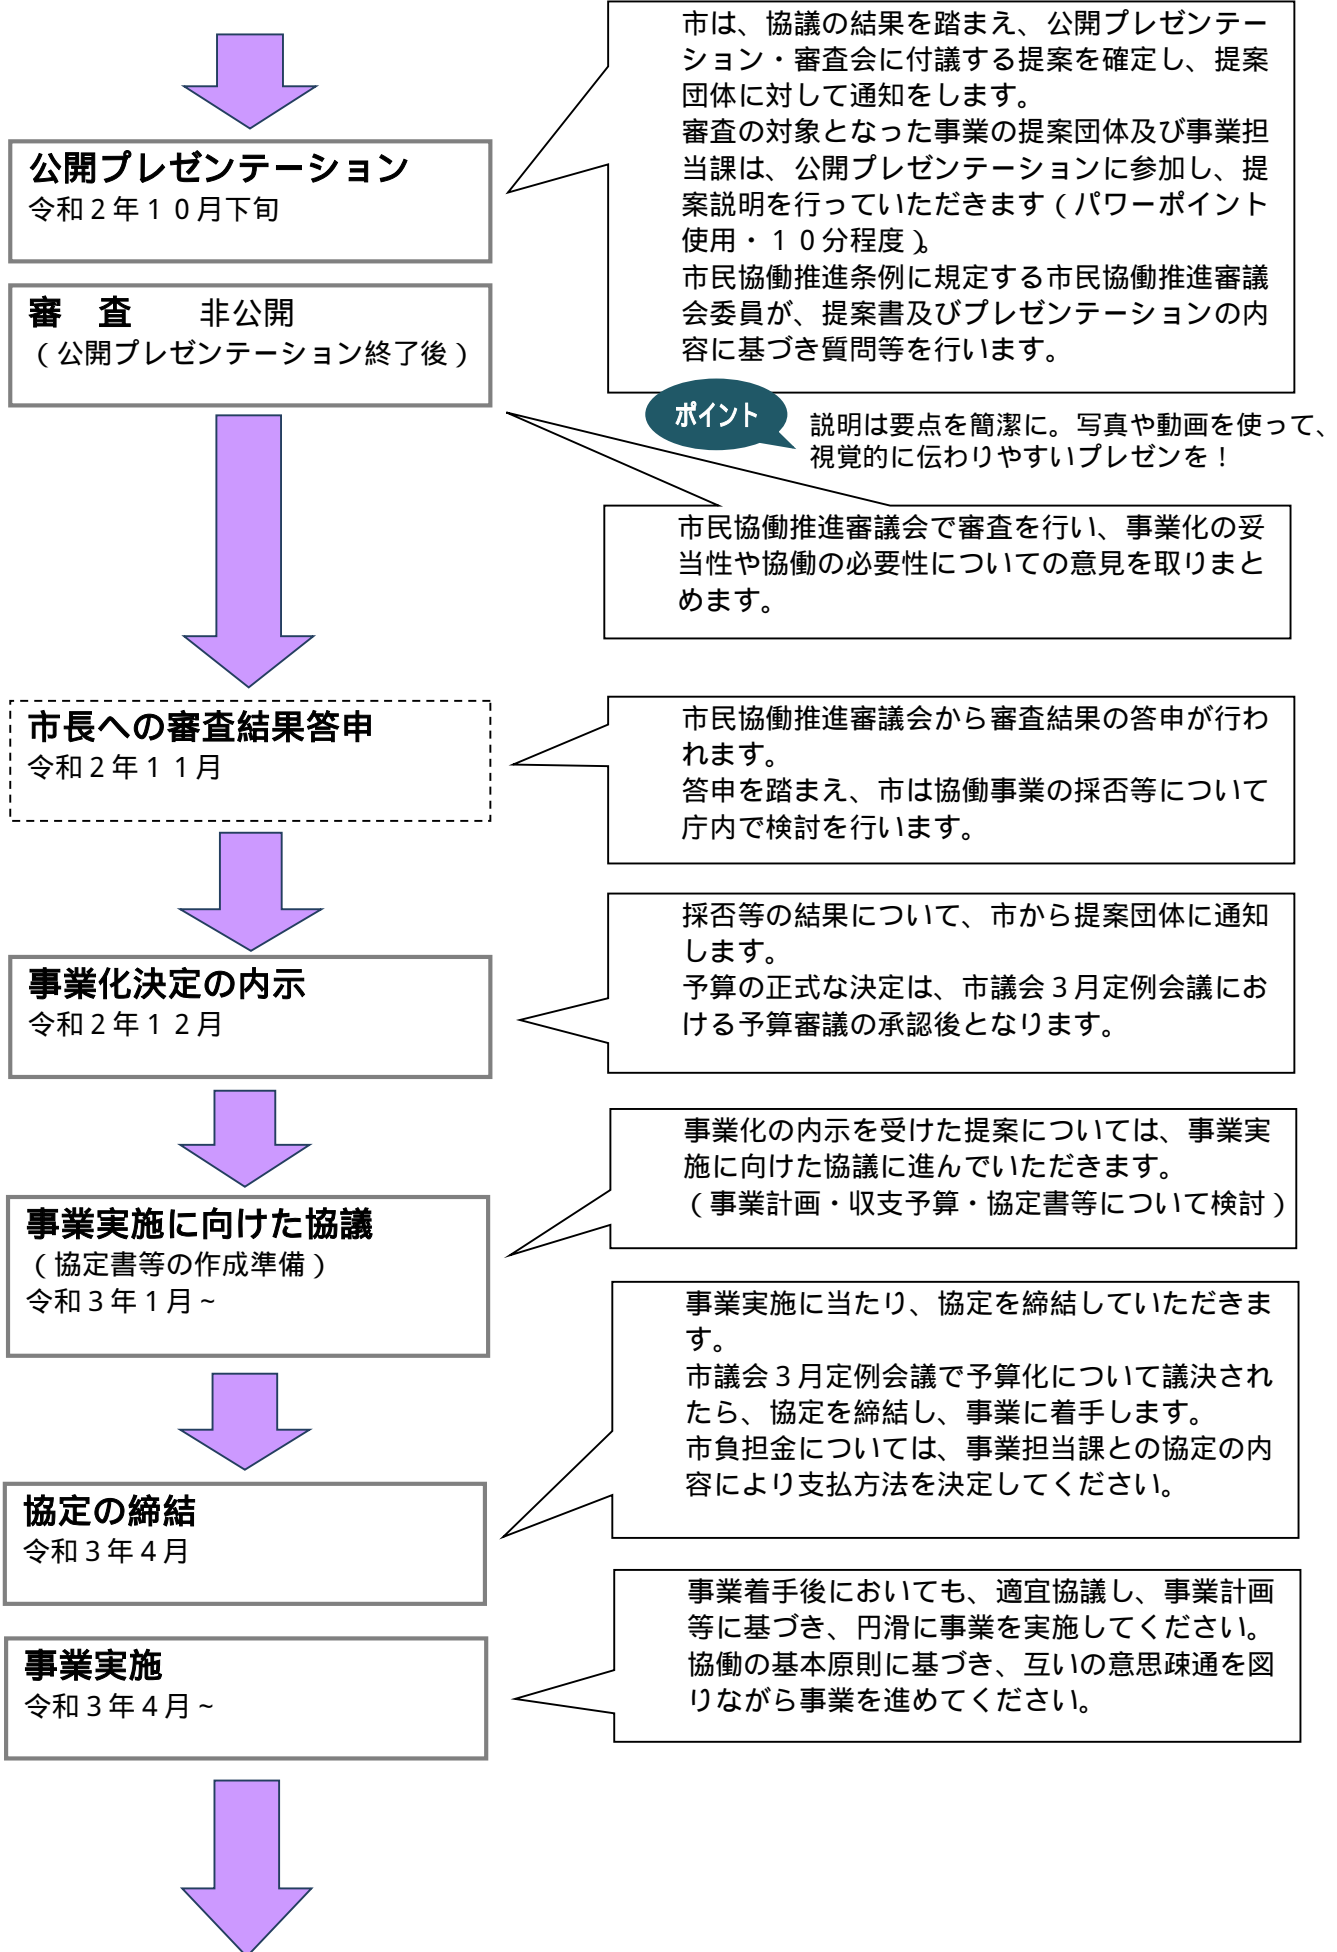 市は、協議の結果を踏まえ、公開プレゼンテー
ション・審査会に付議する提案を確定し、提案
団体に対して通知をします。
審査の対象となった事業の提案団体及び事業担
当課は、公開プレゼンテーションに参加し、提
案説明を行っていただきます（パワーポイント
使用・１０分程度）。
市民協働推進条例に規定する市民協働推進審議
会委員が、提案書及びプレゼンテーションの内
容に基づき質問等を行います。
公開プレゼンテーション
令和２年１０月下旬
審　査　　非公開
（公開プレゼンテーション終了後）
ポイント
説明は要点を簡潔に。写真や動画を使って、
視覚的に伝わりやすいプレゼンを！
市民協働推進審議会で審査を行い、事業化の妥
当性や協働の必要性についての意見を取りまと
めます。
市長への審査結果答申
令和２年１１月
市民協働推進審議会から審査結果の答申が行わ
れます。
答申を踏まえ、市は協働事業の採否等について
庁内で検討を行います。
事業化決定の内示
令和２年１２月
採否等の結果について、市から提案団体に通知
します。
予算の正式な決定は、市議会３月定例会議にお
ける予算審議の承認後となります。
事業実施に向けた協議
（協定書等の作成準備）
令和３年１月～
事業化の内示を受けた提案については、事業実
施に向けた協議に進んでいただきます。
（事業計画・収支予算・協定書等について検討）
協定の締結
令和３年４月
事業実施に当たり、協定を締結していただきま
す。
市議会３月定例会議で予算化について議決され
たら、協定を締結し、事業に着手します。
市負担金については、事業担当課との協定の内
容により支払方法を決定してください。
事業実施
令和３年４月～
事業着手後においても、適宜協議し、事業計画
等に基づき、円滑に事業を実施してください。
協働の基本原則に基づき、互いの意思疎通を図
りながら事業を進めてください。